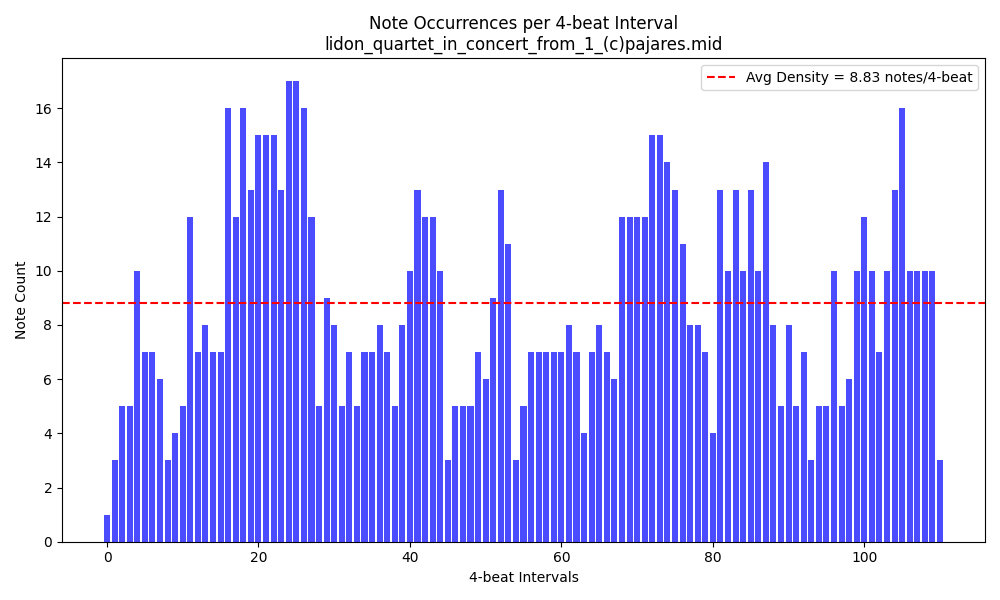 Note Occurrences per 4-beat Interval
lidon_quartet_in_concert_from_1_(c)pajares.mid
Avg Density = 8.83 notes/4-beat
Note Count
16
14
12
10
8
6
4
2
0
0 20 40 60 80 100
4-beat Intervals